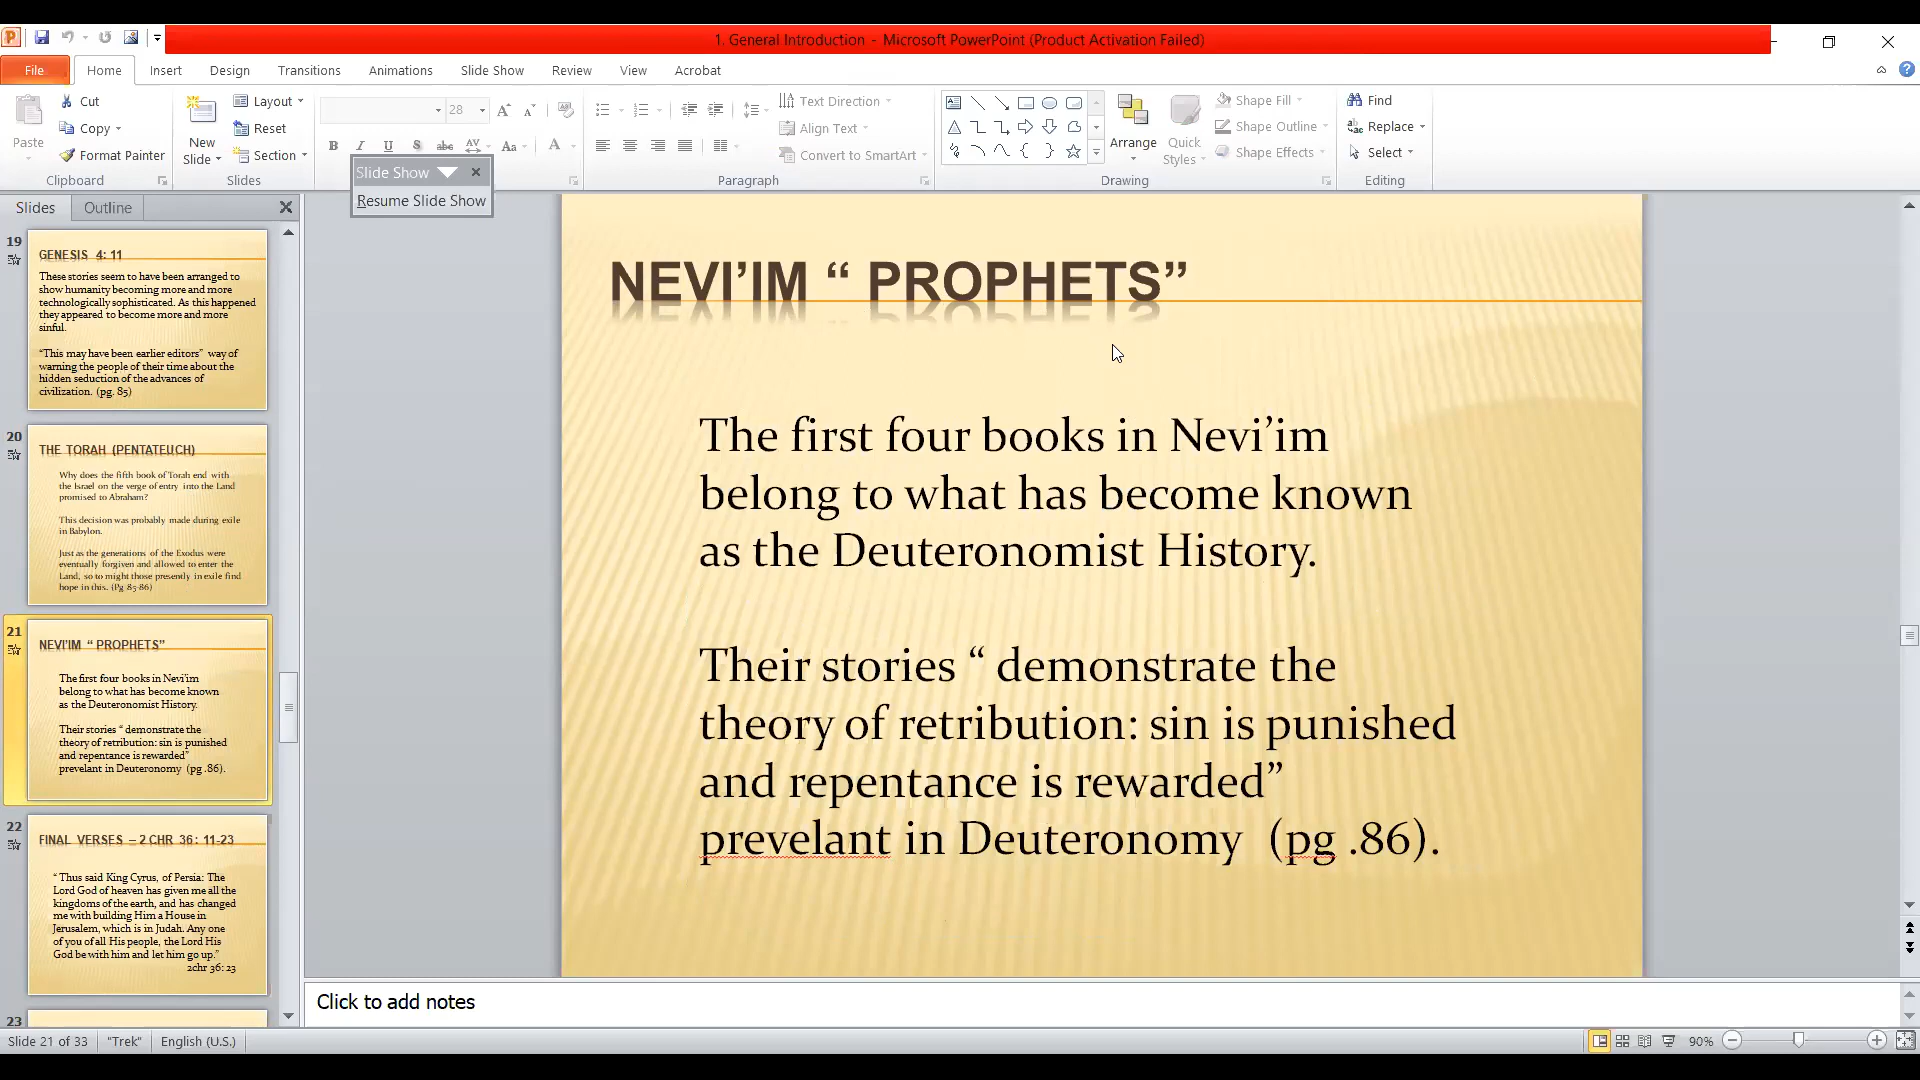 1. General Introduction - Microsoft PowerPoint (Product Activation Failed)
File Home Insert Design Transitions Animations Slide Show Review View Acrobat
Paste
Cut
Copy
Format Painter
Clipboard
New Slide
Layout
Reset
Section
Slides
28
B I U S abc AV Aa A
Slide Show
Resume Slide Show
Text Direction
Align Text
Convert to SmartArt
Paragraph
Arrange
Quick Styles
Shape Fill
Shape Outline
Shape Effects
Drawing
Find
Replace
Select
Editing
Slides Outline
19
GENESIS 4: 11
These stories seem to have been arranged to
show humanity becoming more and more
technologically sophisticated. As this happened
they appeared to become more and more
sinful.
“This may have been earlier editors” way of
warning the people of their time about the
hidden seduction of the advances of
civilization. (pg. 85)
20
THE TORAH (PENTATEUCH)
Why does the fifth book of Torah end with
the Israel on the verge of entry into the Land
promised to Abraham?
This decision was probably made during exile
in Babylon.
Just as the generations of the Exodus were
eventually forgiven and allowed to enter the
Land, so to might those presently in exile find
hope in this. (Pg 85-86)
21
NEVI’IM “ PROPHETS”
The first four books in Nevi’im
belong to what has become known
as the Deuteronomist History.
Their stories “ demonstrate the
theory of retribution: sin is punished
and repentance is rewarded”
prevelant in Deuteronomy (pg .86).
22
FINAL VERSES – 2 CHR 36: 11-23
“ Thus said King Cyrus, of Persia: The
Lord God of heaven has given me all the
kingdoms of the earth, and has changed
me with building Him a House in
Jerusalem, which is in Judah. Any one
of you of all His people, the Lord His
God be with him and let him go up.”
2chr 36: 23
23
NEVI’IM “ PROPHETS”
The first four books in Nevi’im
belong to what has become known
as the Deuteronomist History.
Their stories “ demonstrate the
theory of retribution: sin is punished
and repentance is rewarded”
prevelant in Deuteronomy (pg .86).
Click to add notes
Slide 21 of 33 "Trek" English (U.S.) 90%